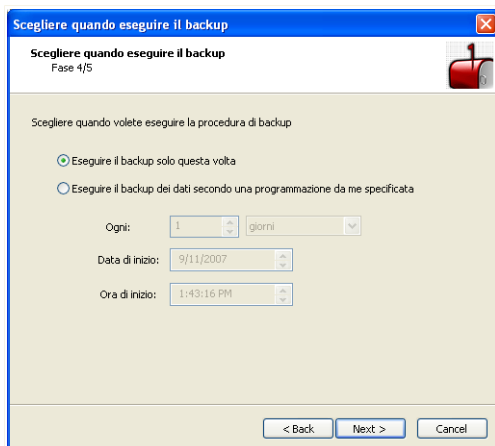 Scegliere quando eseguire il backup
Scegliere quando eseguire il backup
Fase 4/5
Scegliere quando volete eseguire la procedura di backup
Eseguire il backup solo questa volta
Eseguire il backup dei dati secondo una programmazione da me specificata
Ogni: 1 giorni
Data di inizio: 9/11/2007
Ora di inizio: 1:43:16 PM
< Back Next > Cancel